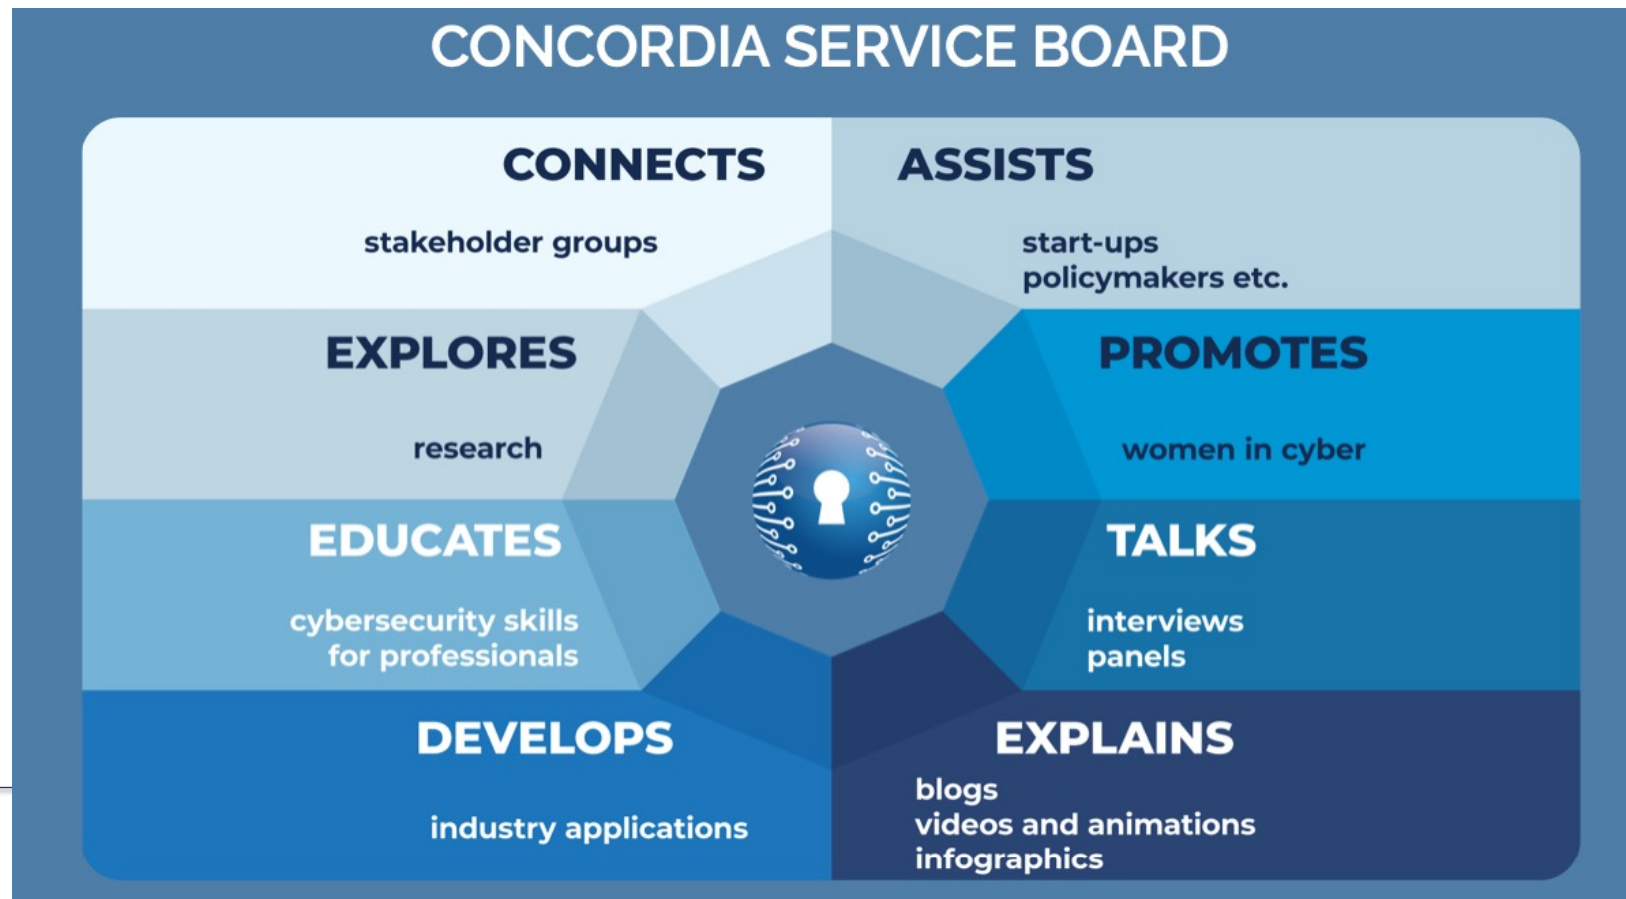 CONCORDIA SERVICE BOARD
CONNECTS
stakeholder groups
ASSISTS
start-ups
policymakers etc.
EXPLORES
research
PROMOTES
women in cyber
EDUCATES
cybersecurity skills
for professionals
TALKS
interviews
panels
DEVELOPS
industry applications
EXPLAINS
blogs
videos and animations
infographics